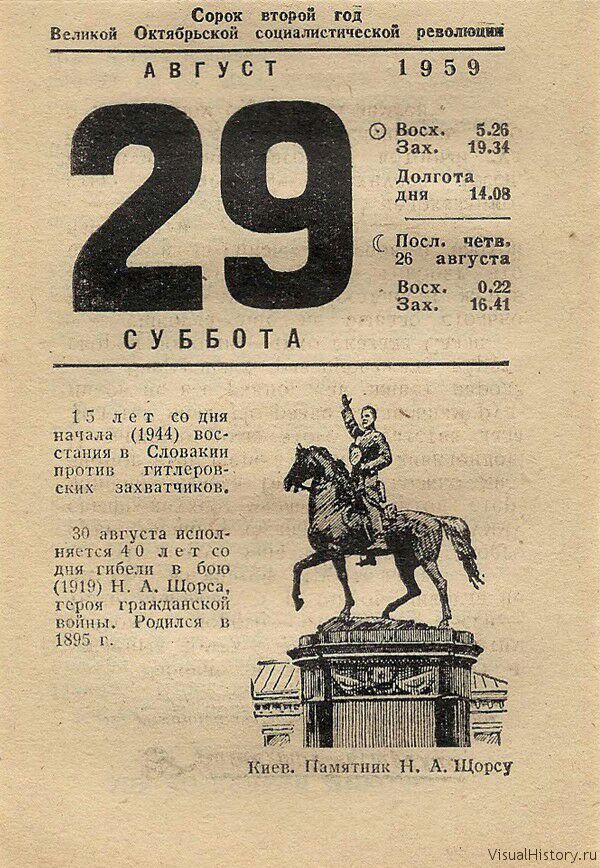 Сорок второй год
Великой Октябрьской социалистической революции
АВГУСТ 1959
29
Восх. 5.26
Зах. 19.34
Долгота
дня 14.08
Посл. четв.
26 августа
Восх. 0.22
Зах. 16.41
СУББОТА
15 лет со дня
начала (1944) вос-
стания в Словакии
против гитлеров-
ских захватчиков.
30 августа испол-
няется 40 лет со
дня гибели в бою
(1919) Н. А. Щорса,
героя гражданской
войны. Родился в
1895 г.
Киев. Памятник Н. А. Щорсу
VisualHistory.ru